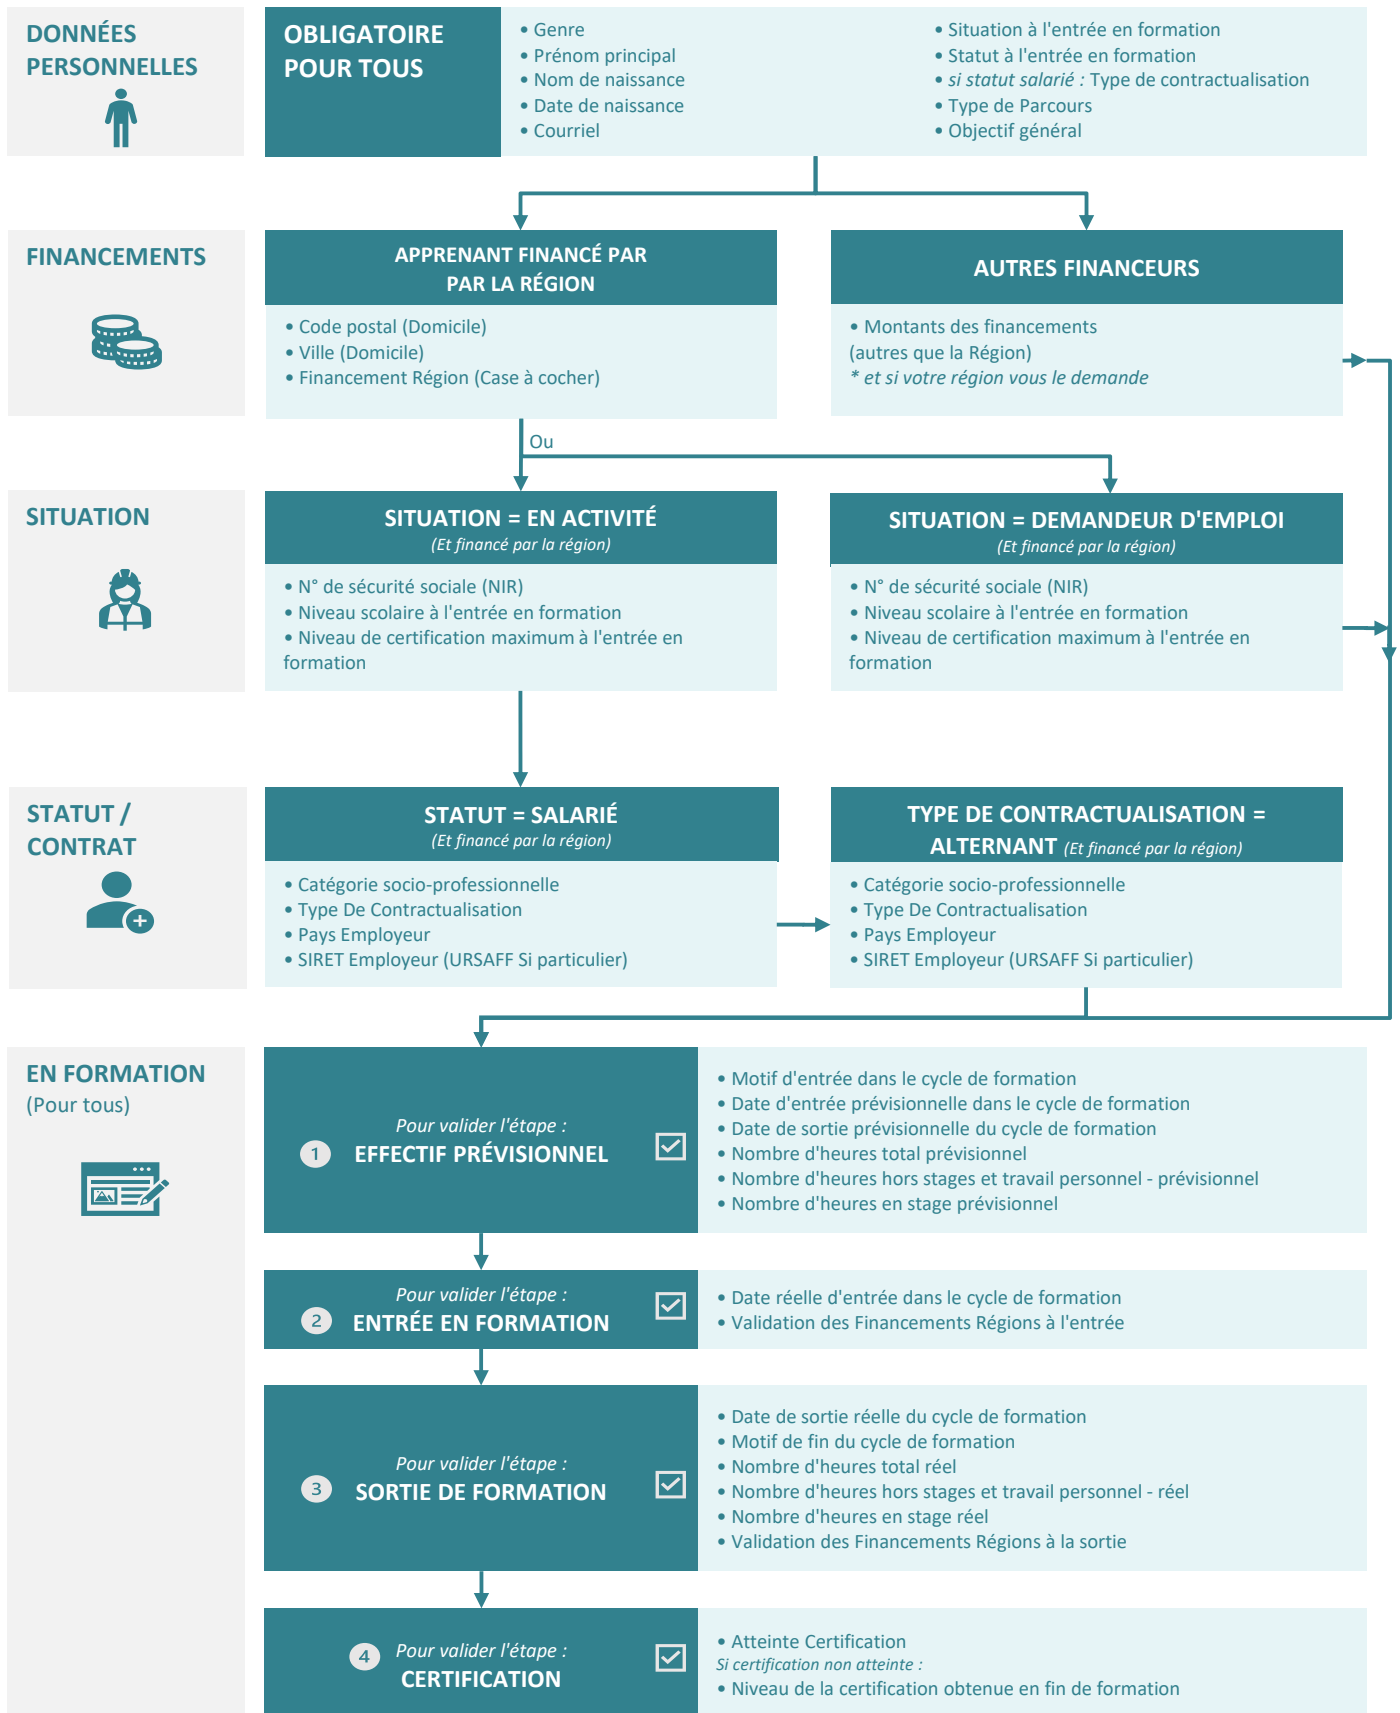 DONNÉES
PERSONNELLES
OBLIGATOIRE
POUR TOUS
• Genre
• Prénom principal
• Nom de naissance
• Date de naissance
• Courriel
• Situation à l'entrée en formation
• Statut à l'entrée en formation
• si statut salarié : Type de contractualisation
• Type de Parcours
• Objectif général
FINANCEMENTS
APPRENANT FINANCÉ PAR
PAR LA RÉGION
• Code postal (Domicile)
• Ville (Domicile)
• Financement Région (Case à cocher)
AUTRES FINANCEURS
• Montants des financements
(autres que la Région)
* et si votre région vous le demande
Ou
SITUATION
SITUATION = EN ACTIVITÉ
(Et financé par la région)
• N° de sécurité sociale (NIR)
• Niveau scolaire à l'entrée en formation
• Niveau de certification maximum à l'entrée en
formation
SITUATION = DEMANDEUR D'EMPLOI
(Et financé par la région)
• N° de sécurité sociale (NIR)
• Niveau scolaire à l'entrée en formation
• Niveau de certification maximum à l'entrée en
formation
STATUT /
CONTRAT
STATUT = SALARIÉ
(Et financé par la région)
• Catégorie socio-professionnelle
• Type De Contractualisation
• Pays Employeur
• SIRET Employeur (URSAFF Si particulier)
TYPE DE CONTRACTUALISATION =
ALTERNANT (Et financé par la région)
• Catégorie socio-professionnelle
• Type De Contractualisation
• Pays Employeur
• SIRET Employeur (URSAFF Si particulier)
EN FORMATION
(Pour tous)
Pour valider l'étape :
1 EFFECTIF PRÉVISIONNEL
• Motif d'entrée dans le cycle de formation
• Date d'entrée prévisionnelle dans le cycle de formation
• Date de sortie prévisionnelle du cycle de formation
• Nombre d'heures total prévisionnel
• Nombre d'heures hors stages et travail personnel - prévisionnel
• Nombre d'heures en stage prévisionnel
Pour valider l'étape :
2 ENTRÉE EN FORMATION
• Date réelle d'entrée dans le cycle de formation
• Validation des Financements Régions à l'entrée
Pour valider l'étape :
3 SORTIE DE FORMATION
• Date de sortie réelle du cycle de formation
• Motif de fin du cycle de formation
• Nombre d'heures total réel
• Nombre d'heures hors stages et travail personnel - réel
• Nombre d'heures en stage réel
• Validation des Financements Régions à la sortie
4 Pour valider l'étape :
CERTIFICATION
• Atteinte Certification
Si certification non atteinte :
• Niveau de la certification obtenue en fin de formation